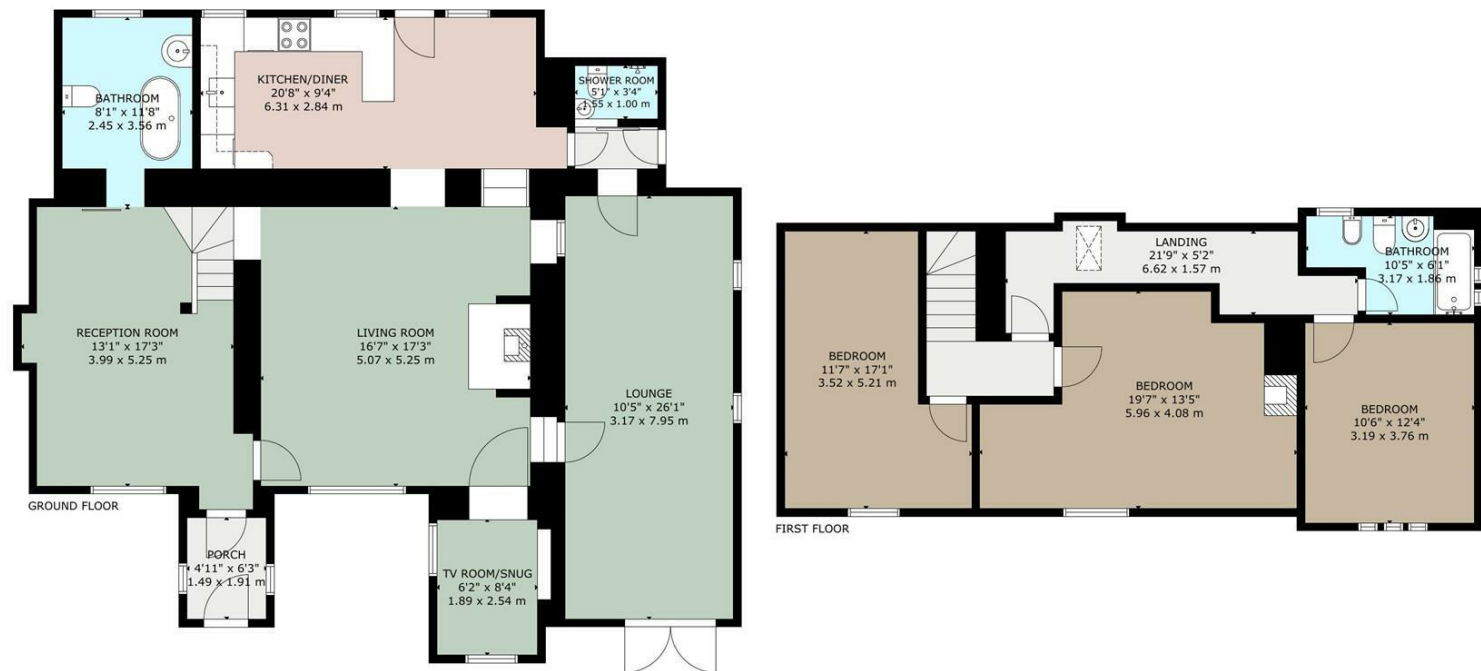 BATHROOM
8'1" x 11'8"
2.45 x 3.56 m
KITCHEN/DINER
20'8" x 9'4"
6.31 x 2.84 m
SHOWER ROOM
5'1" x 3'4"
1.55 x 1.00 m
RECEPTION ROOM
13'1" x 17'3"
3.99 x 5.25 m
LIVING ROOM
16'7" x 17'3"
5.07 x 5.25 m
LOUNGE
10'5" x 26'1"
3.17 x 7.95 m
GROUND FLOOR
PORCH
4'11" x 6'3"
1.49 x 1.91 m
TV ROOM/SNUG
6'2" x 8'4"
1.89 x 2.54 m
LANDING
21'9" x 5'2"
6.62 x 1.57 m
BATHROOM
10'5" x 6'1"
3.17 x 1.86 m
BEDROOM
11'7" x 17'1"
3.52 x 5.21 m
BEDROOM
19'7" x 13'5"
5.96 x 4.08 m
BEDROOM
10'6" x 12'4"
3.19 x 3.76 m
FIRST FLOOR